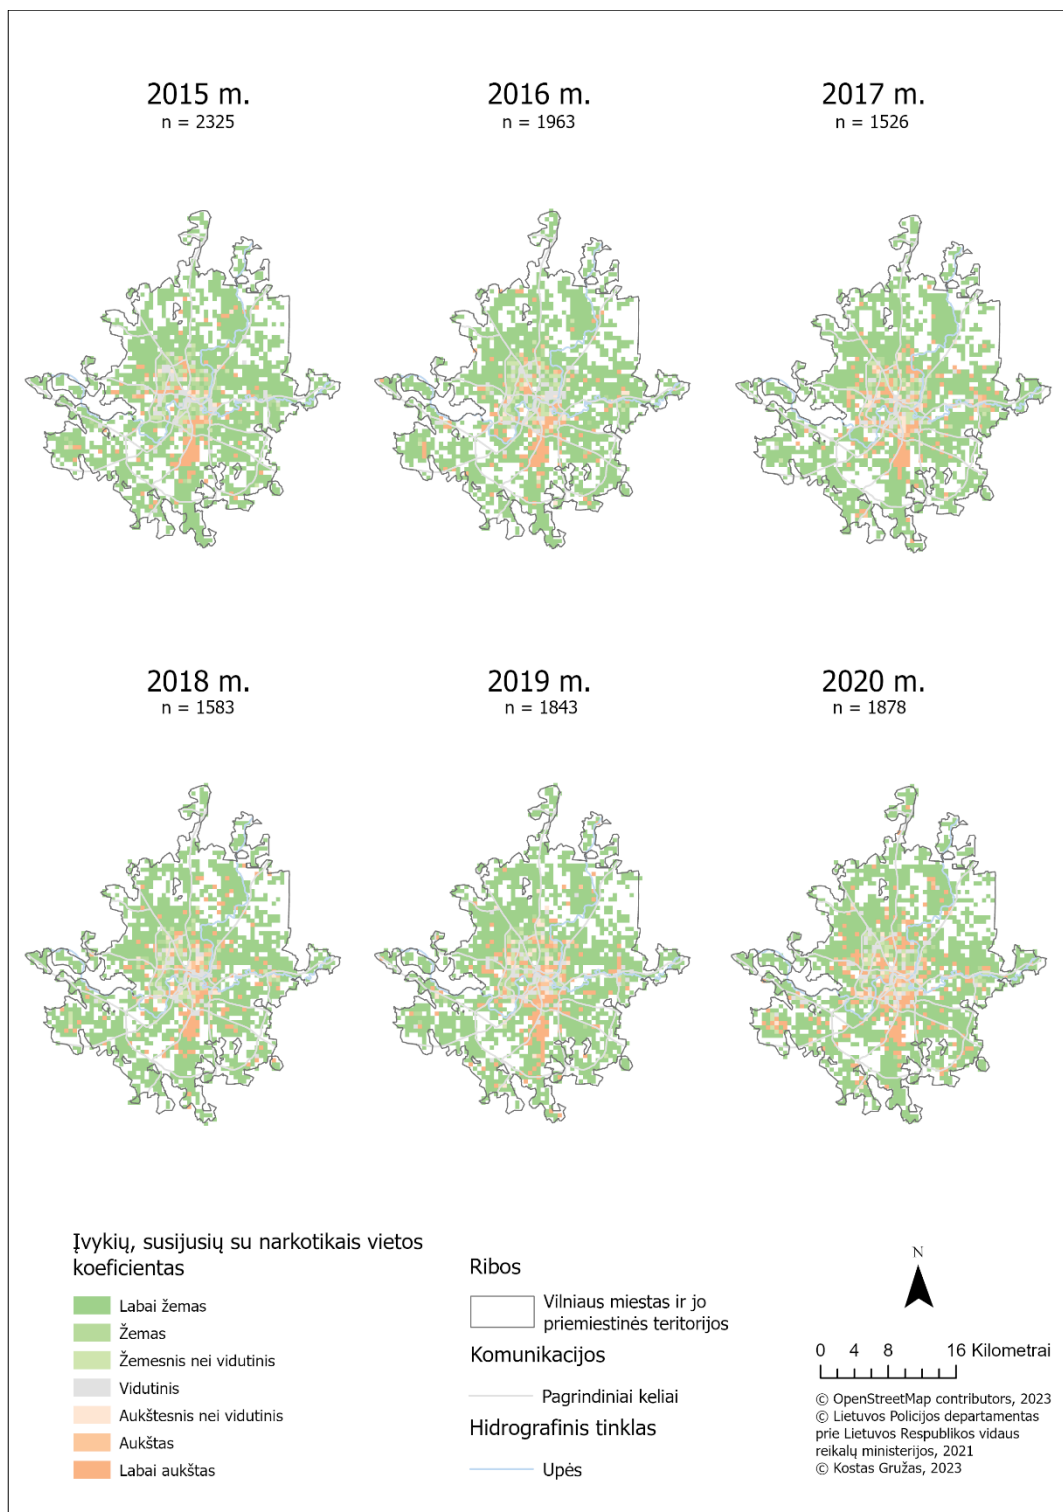 2015 m.
n = 2325
2016 m.
n = 1963
2017 m.
n = 1526
2018 m.
n = 1583
2019 m.
n = 1843
2020 m.
n = 1878
Įvykių, susijusių su narkotikais vietos
koeficientas
Labai žemas
Žemas
Žemesnis nei vidutinis
Vidutinis
Aukštesnis nei vidutinis
Aukštas
Labai aukštas
Ribos
Vilniaus miestas ir jo
priemiestinės teritorijos
Komunikacijos
Pagrindiniai keliai
Hidrografinis tinklas
Upės
N
0 4 8 16 Kilometrai
© OpenStreetMap contributors, 2023
© Lietuvos Policijos departamentas
prie Lietuvos Respublikos vidaus
reikalų ministerijos, 2021
© Kostas Gružas, 2023